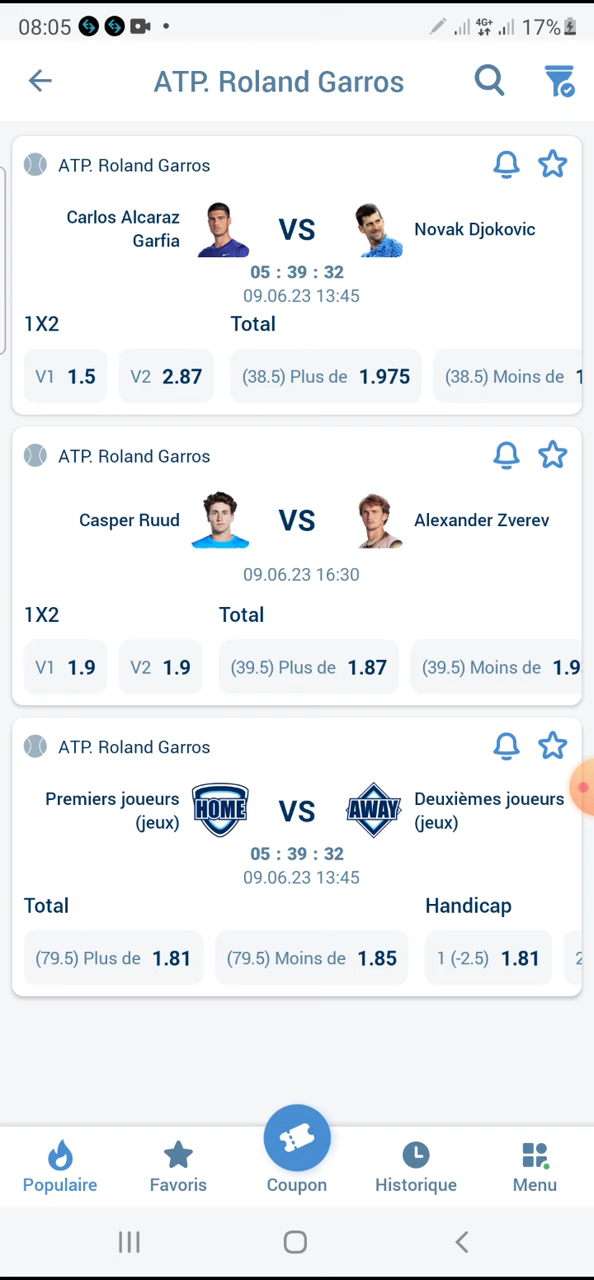 08:05
4G+
17%
ATP. Roland Garros
ATP. Roland Garros
Carlos Alcaraz Garfia
VS
Novak Djokovic
05 : 39 : 32
09.06.23 13:45
1X2
Total
V1 1.5
V2 2.87
(38.5) Plus de 1.975
(38.5) Moins de 1
ATP. Roland Garros
Casper Ruud
VS
Alexander Zverev
09.06.23 16:30
1X2
Total
V1 1.9
V2 1.9
(39.5) Plus de 1.87
(39.5) Moins de 1.9
ATP. Roland Garros
Premiers joueurs (jeux)
HOME
VS
AWAY
Deuxièmes joueurs (jeux)
05 : 39 : 32
09.06.23 13:45
Total
Handicap
(79.5) Plus de 1.81
(79.5) Moins de 1.85
1 (-2.5) 1.81
2
Populaire
Favoris
Coupon
Historique
Menu